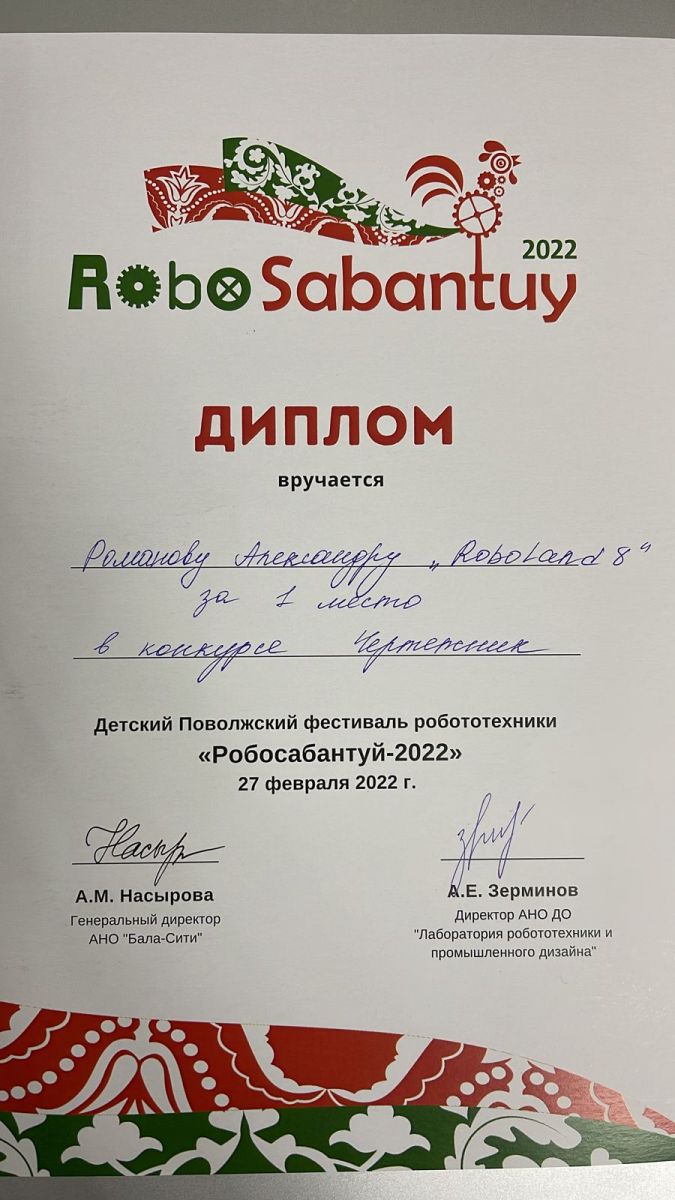 2022
RoboSabantuy
ДИПЛОМ
вручается
Романову Александру „RoboLand 8“
за 1 место
в конкурсе Чертежник
Детский Поволжский фестиваль робототехники
«Робосабантуй-2022»
27 февраля 2022 г.
Насыр
А.М. Насырова
Генеральный директор
АНО "Бала-Сити"
А.Е. Зерминов
Директор АНО ДО
"Лаборатория робототехники и
промышленного дизайна"